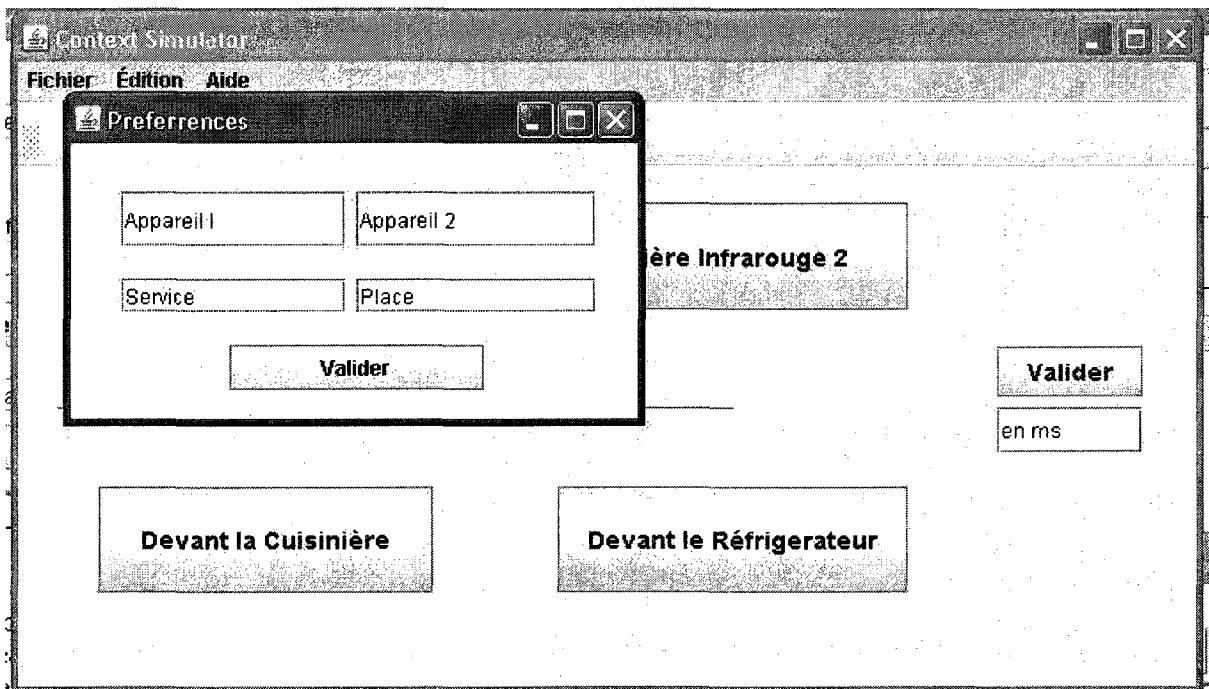 Context Simulator
Fichier Édition Aide
Preferrences
Appareil 1 Appareil 2
ère Infrarouge 2
Service Place
Valider
Valider
en ms
Devant la Cuisinière Devant le Réfrigerateur